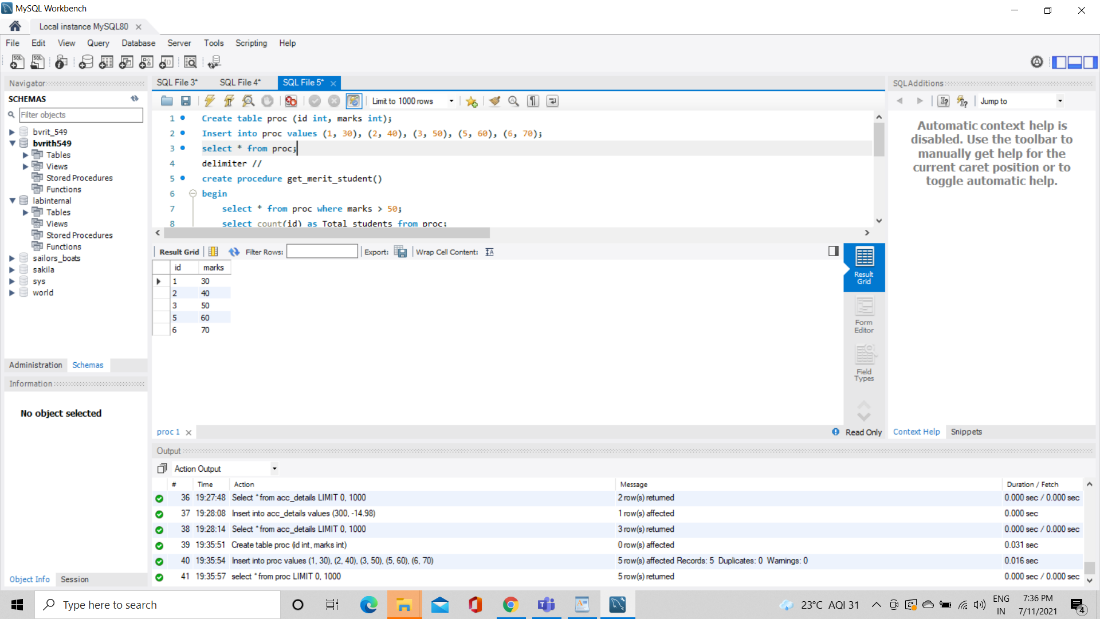 MySQL Workbench
Local instance MySQL80
File Edit View Query Database Server Tools Scripting Help
Navigator
SCHEMAS
Filter objects
bvrit_549
bvrith549
Tables
Views
Stored Procedures
Functions
labinternal
Tables
Views
Stored Procedures
Functions
sailors_boats
sakila
sys
world
Administration Schemas
Information
No object selected
Object Info Session
SQL File 3* SQL File 4* SQL File 5*
Limit to 1000 rows
1 Create table proc (id int, marks int);
2 Insert into proc values (1, 30), (2, 40), (3, 50), (5, 60), (6, 70);
3 select * from proc;
4 delimiter //
5 create procedure get_merit_student()
6 begin
7 select * from proc where marks > 50;
8 select count(id) as Total_students from proc;
Result Grid Filter Rows: Export: Wrap Cell Content:
id marks
1 30
2 40
3 50
5 60
6 70
Result Grid
Form Editor
Field Types
proc 1
Read Only
SQLAdditions
Jump to
Automatic context help is
disabled. Use the toolbar to
manually get help for the
current caret position or to
toggle automatic help.
Context Help Snippets
Output
Action Output
# Time Action Message Duration / Fetch
36 19:27:48 Select * from acc_details LIMIT 0, 1000 2 row(s) returned 0.000 sec / 0.000 sec
37 19:28:08 Insert into acc_details values (300, -14.98) 1 row(s) affected 0.000 sec
38 19:28:14 Select * from acc_details LIMIT 0, 1000 3 row(s) returned 0.000 sec / 0.000 sec
39 19:35:51 Create table proc (id int, marks int) 0 row(s) affected 0.031 sec
40 19:35:54 Insert into proc values (1, 30), (2, 40), (3, 50), (5, 60), (6, 70) 5 row(s) affected Records: 5 Duplicates: 0 Warnings: 0 0.016 sec
41 19:35:57 select * from proc LIMIT 0, 1000 5 row(s) returned 0.000 sec / 0.000 sec
Type here to search
23°C AQI 31
ENG
IN
7:36 PM
7/11/2021
4